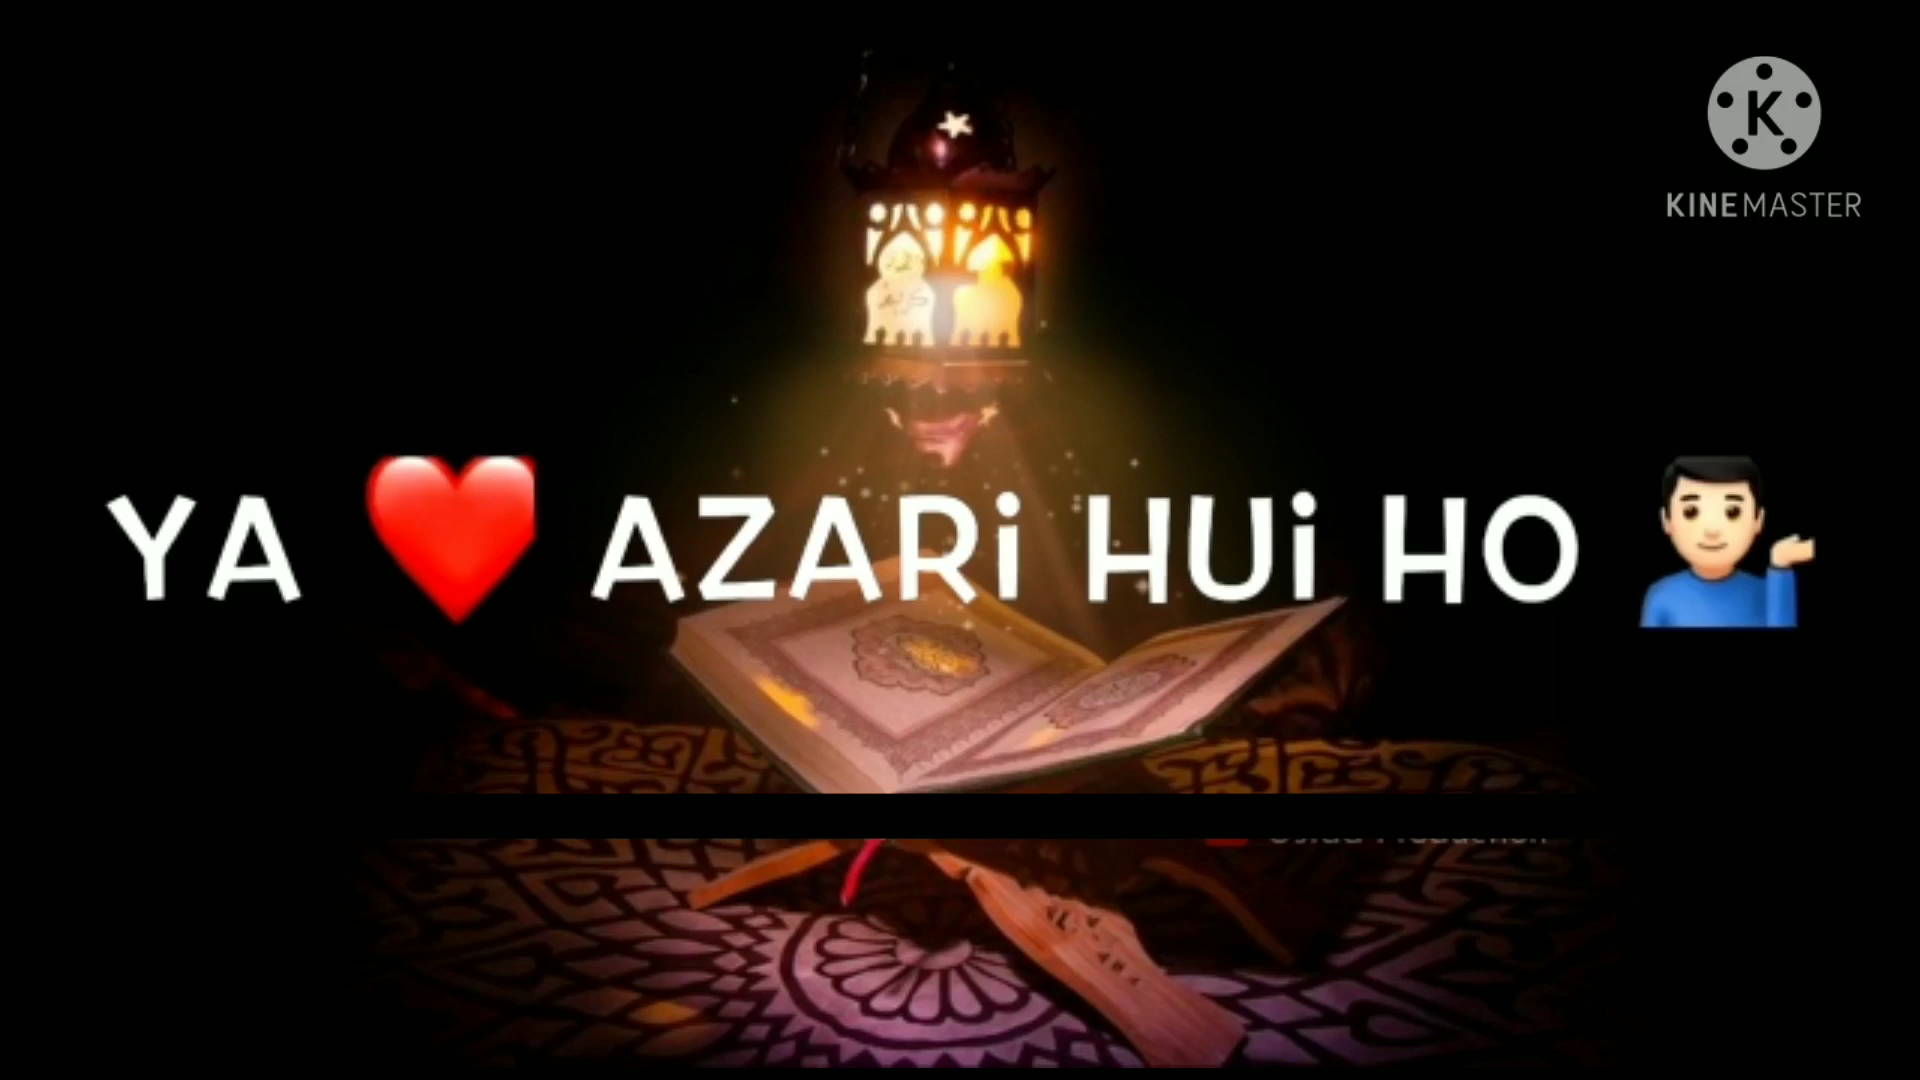 K
KINEMASTER
YA ❤️ AZARi HUi HO 💁🏻‍♂️